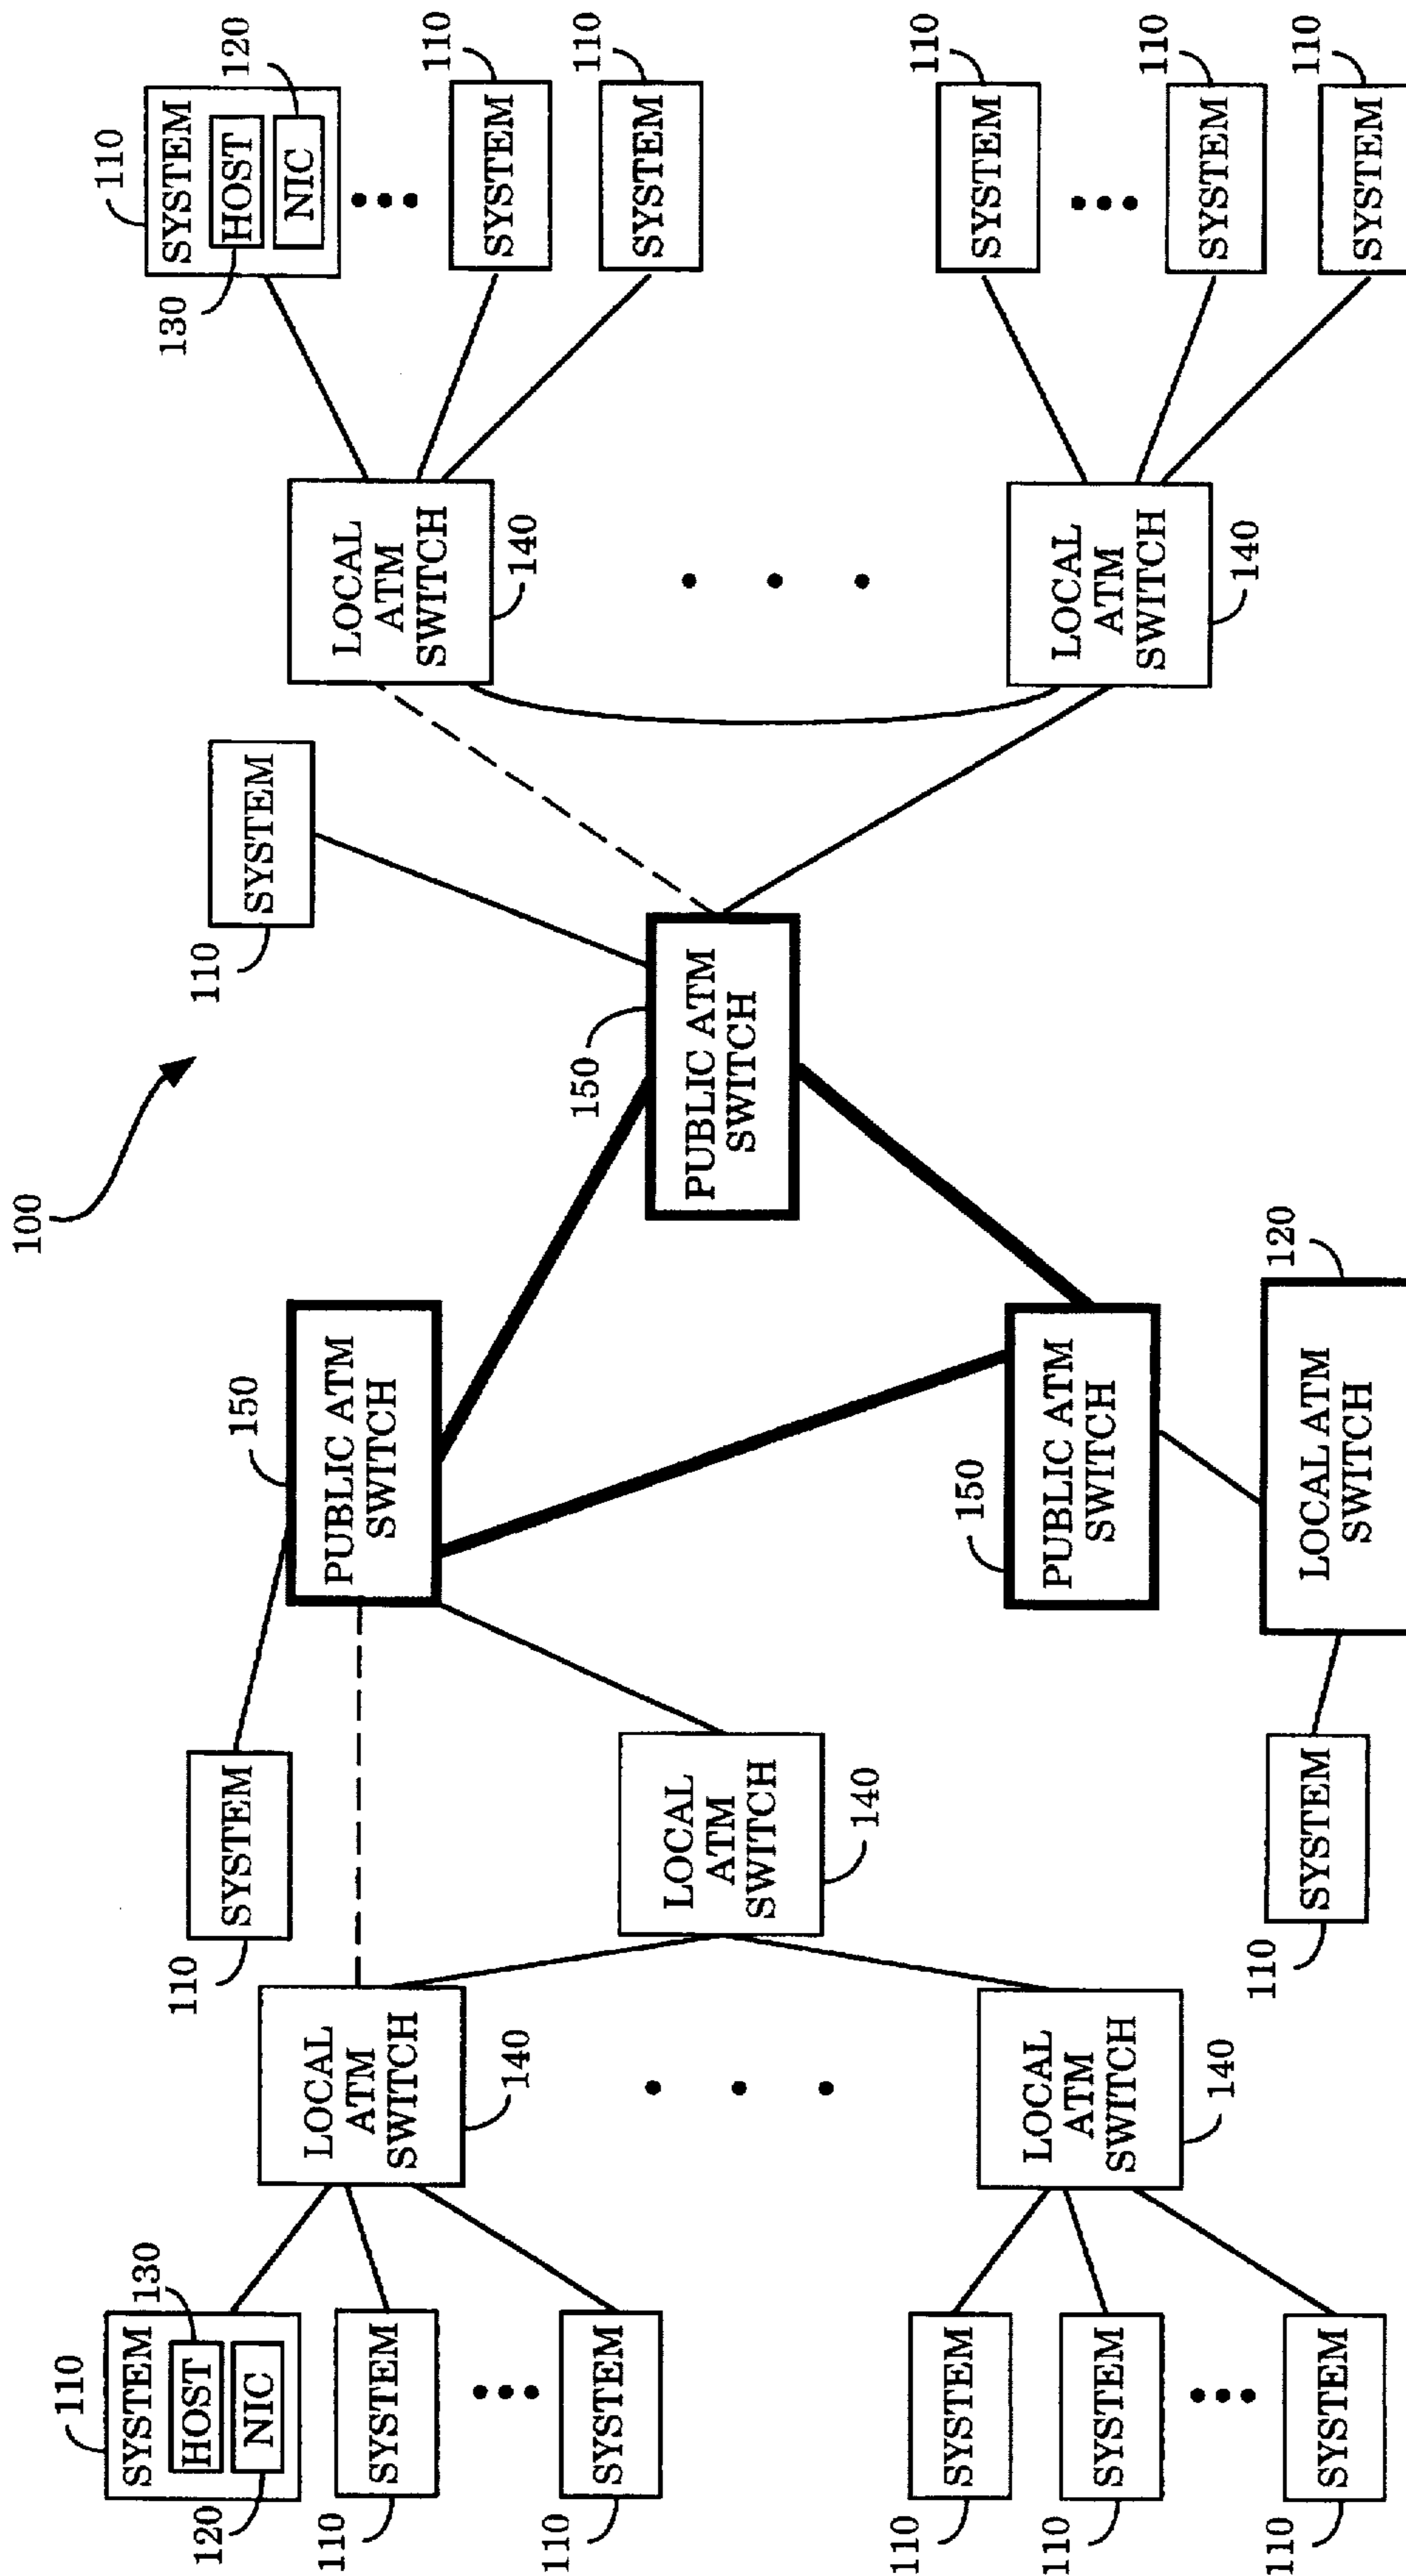 100
110
SYSTEM
HOST
NIC
130
120
110
SYSTEM
110
SYSTEM
110
SYSTEM
110
SYSTEM
110
SYSTEM
LOCAL
ATM
SWITCH
140
LOCAL
ATM
SWITCH
140
110
SYSTEM
LOCAL
ATM
SWITCH
140
150
PUBLIC ATM
SWITCH
150
PUBLIC ATM
SWITCH
110
SYSTEM
LOCAL ATM
SWITCH
120
150
PUBLIC ATM
SWITCH
110
SYSTEM
LOCAL
ATM
SWITCH
140
LOCAL
ATM
SWITCH
140
110
SYSTEM
HOST
NIC
130
120
SYSTEM
110
SYSTEM
110
SYSTEM
110
SYSTEM
110
SYSTEM
110